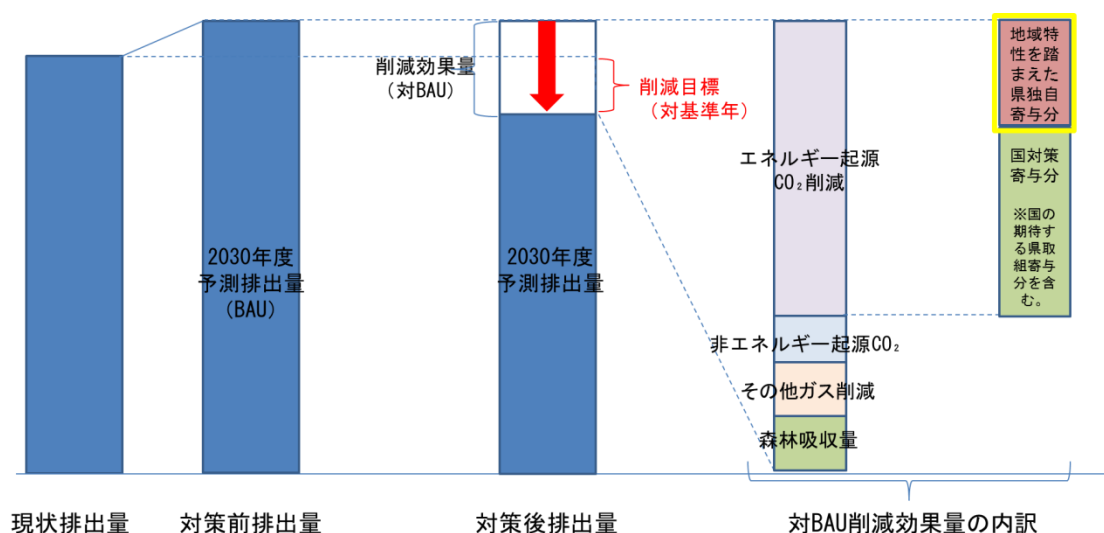 削減効果量
（対BAU）
削減目標
（対基準年）
2030年度
予測排出量
（BAU）
2030年度
予測排出量
エネルギー起源
CO₂削減
非エネルギー起源CO₂
その他ガス削減
森林吸収量
地域特
性を踏
まえた
県独自
寄与分
国対策
寄与分
※国の
期待す
る県取
組寄与
分を含
む。
現状排出量
対策前排出量
対策後排出量
対BAU削減効果量の内訳